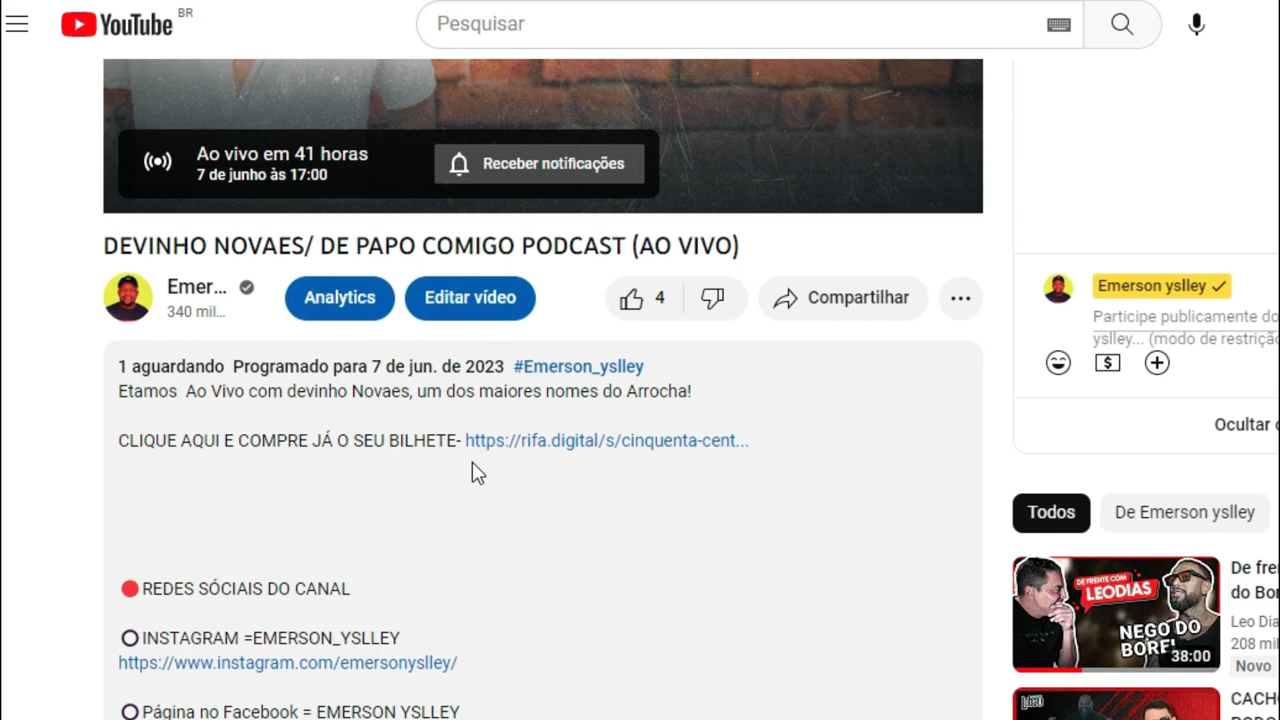 YouTube BR
Pesquisar
Ao vivo em 41 horas
7 de junho às 17:00
Receber notificações
DEVINHO NOVAES/ DE PAPO COMIGO PODCAST (AO VIVO)
Emer...
340 mil...
Analytics
Editar vídeo
4
Compartilhar
Emerson yslley
Participe publicamente do
yslley... (modo de restriçã
1 aguardando Programado para 7 de jun. de 2023 #Emerson_yslley
Etamos Ao Vivo com devinho Novaes, um dos maiores nomes do Arrocha!
CLIQUE AQUI E COMPRE JÁ O SEU BILHETE- https://rifa.digital/s/cinquenta-cent...
REDES SÓCIAIS DO CANAL
INSTAGRAM =EMERSON_YSLLEY
https://www.instagram.com/emersonyslley/
Página no Facebook = EMERSON YSLLEY
Ocultar
Todos
De Emerson yslley
DE FRENTE COM
LEODIAS
NEGO DO
BOREL
38:00
De fre
do Bor
Leo Dia
208 mil
Novo
CACH